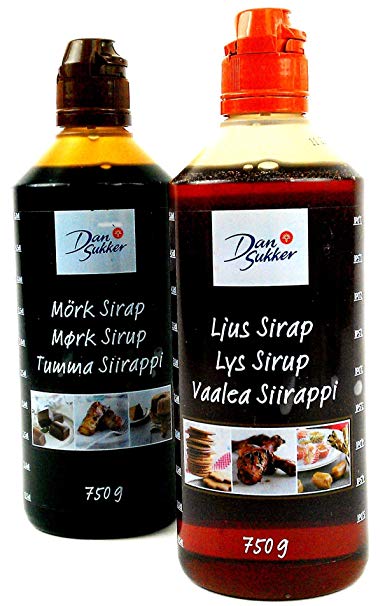 Dan
Sukker
Mörk Sirap
Mørk Sirup
Tumma Siirappi
750 g
Dan
Sukker
Ljus Sirap
Lys Sirup
Vaalea Siirappi
750 g